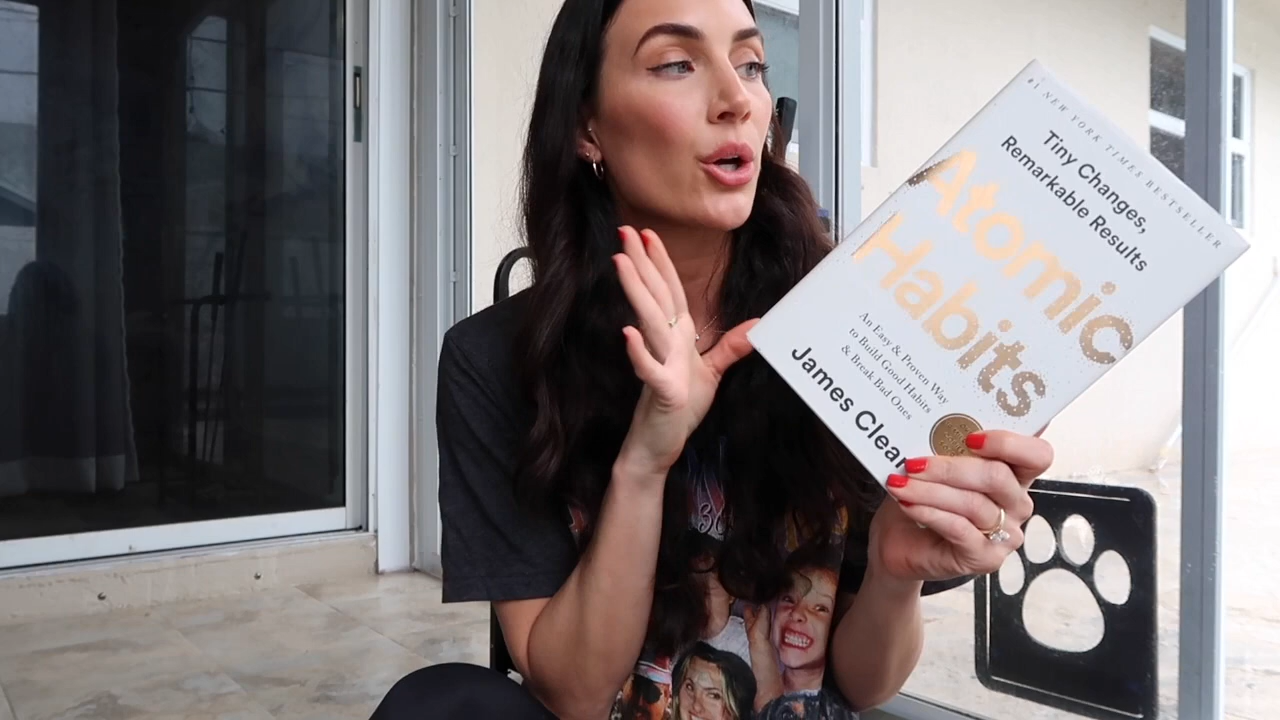 #1 NEW YORK TIMES BESTSELLER
Tiny Changes,
Remarkable Results
Atomic
Habits
An Easy & Proven Way
to Build Good Habits
& Break Bad Ones
James Clear